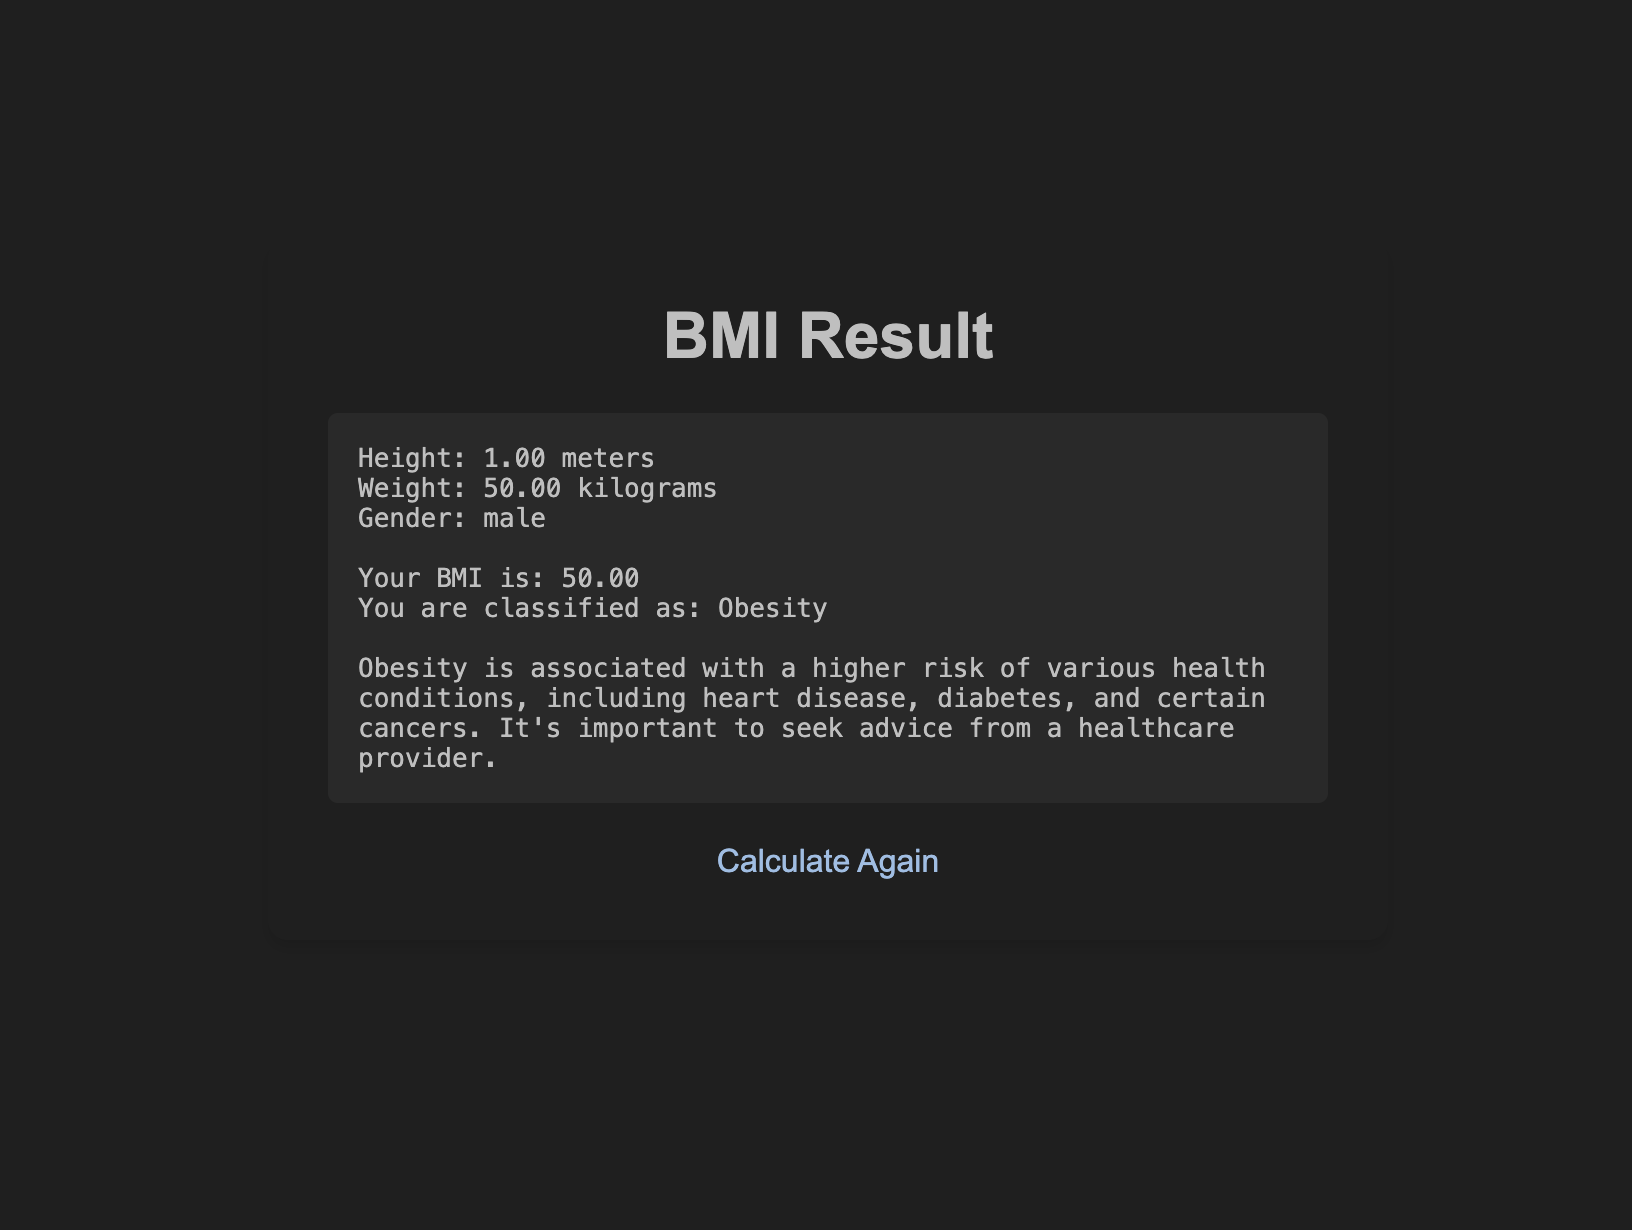 BMI Result
Height: 1.00 meters
Weight: 50.00 kilograms
Gender: male
Your BMI is: 50.00
You are classified as: Obesity
Obesity is associated with a higher risk of various health
conditions, including heart disease, diabetes, and certain
cancers. It's important to seek advice from a healthcare
provider.
Calculate Again